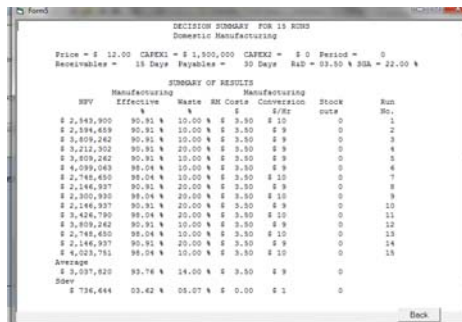 Form5
DECISION SUMMARY FOR 15 RUNS
Domestic Manufacturing
Price = $ 12.00 CAPEX1 = $ 1,500,000 CAPEX2 = $ 0 Period = 0
Receivables = 15 Days Payables = 30 Days R&D = 03.50 % SGA = 22.00 %
SUMMARY OF RESULTS
Manufacturing Manufacturing
NPV Effective Waste RM Costs Conversion Stock Run
% % $ $/Hr outs No.
$ 2,543,900 90.91 % 10.00 % $ 3.50 $ 10 0 1
$ 2,594,659 90.91 % 10.00 % $ 3.50 $ 9 0 2
$ 3,809,262 90.91 % 10.00 % $ 3.50 $ 9 0 3
$ 3,212,302 90.91 % 20.00 % $ 3.50 $ 9 0 4
$ 3,809,262 90.91 % 10.00 % $ 3.50 $ 9 0 5
$ 4,099,063 98.04 % 10.00 % $ 3.50 $ 10 0 6
$ 2,748,650 98.04 % 10.00 % $ 3.50 $ 10 0 7
$ 2,146,937 90.91 % 20.00 % $ 3.50 $ 9 0 8
$ 2,300,930 98.04 % 20.00 % $ 3.50 $ 10 0 9
$ 2,146,937 90.91 % 20.00 % $ 3.50 $ 9 0 10
$ 3,426,790 98.04 % 20.00 % $ 3.50 $ 10 0 11
$ 3,809,262 90.91 % 10.00 % $ 3.50 $ 9 0 12
$ 2,748,650 98.04 % 10.00 % $ 3.50 $ 10 0 13
$ 2,146,937 90.91 % 20.00 % $ 3.50 $ 9 0 14
$ 4,023,751 98.04 % 10.00 % $ 3.50 $ 10 0 15
Average
$ 3,037,820 93.76 % 14.00 % $ 3.50 $ 9 0
Sdev
$ 736,644 03.62 % 05.07 % $ 0.00 $ 1 0
Back